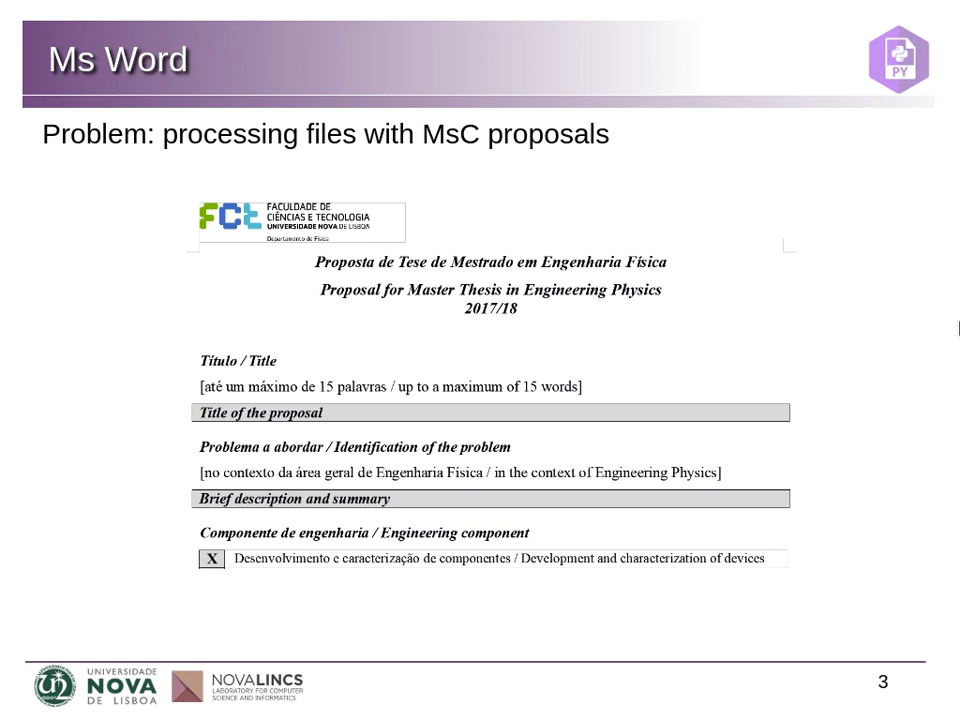 Ms Word
PY
Problem: processing files with MsC proposals
FCt
FACULDADE DE
CIÊNCIAS E TECNOLOGIA
UNIVERSIDADE NOVA DE LISBOA
Departamento de Física
Proposta de Tese de Mestrado em Engenharia Física
Proposal for Master Thesis in Engineering Physics
2017/18
Título / Title
[até um máximo de 15 palavras / up to a maximum of 15 words]
Title of the proposal
Problema a abordar / Identification of the problem
[no contexto da área geral de Engenharia Física / in the context of Engineering Physics]
Brief description and summary
Componente de engenharia / Engineering component
X Desenvolvimento e caracterização de componentes / Development and characterization of devices
UNIVERSIDADE
NOVA
DE LISBOA
NOVALINCS
LABORATORY FOR COMPUTER
SCIENCE AND INFORMATICS
3